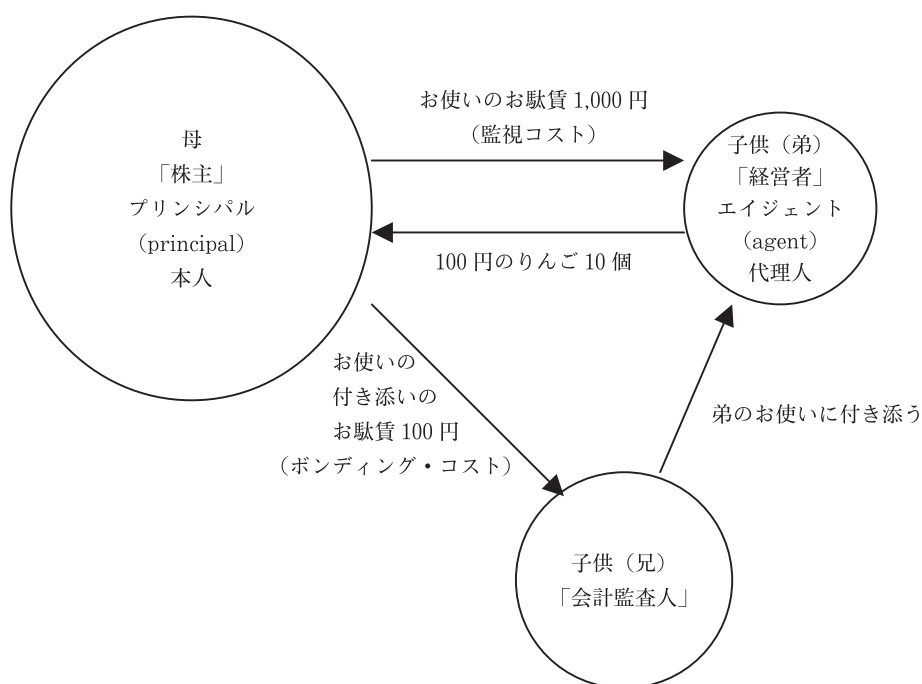 母
「株主」
プリンシパル
（principal）
本人
お使いのお駄賃 1,000 円
（監視コスト）
子供（弟）
「経営者」
エイジェント
（agent）
代理人
100 円のりんご 10 個
お使いの
付き添いの
お駄賃 100 円
（ボンディング・コスト）
弟のお使いに付き添う
子供（兄）
「会計監査人」